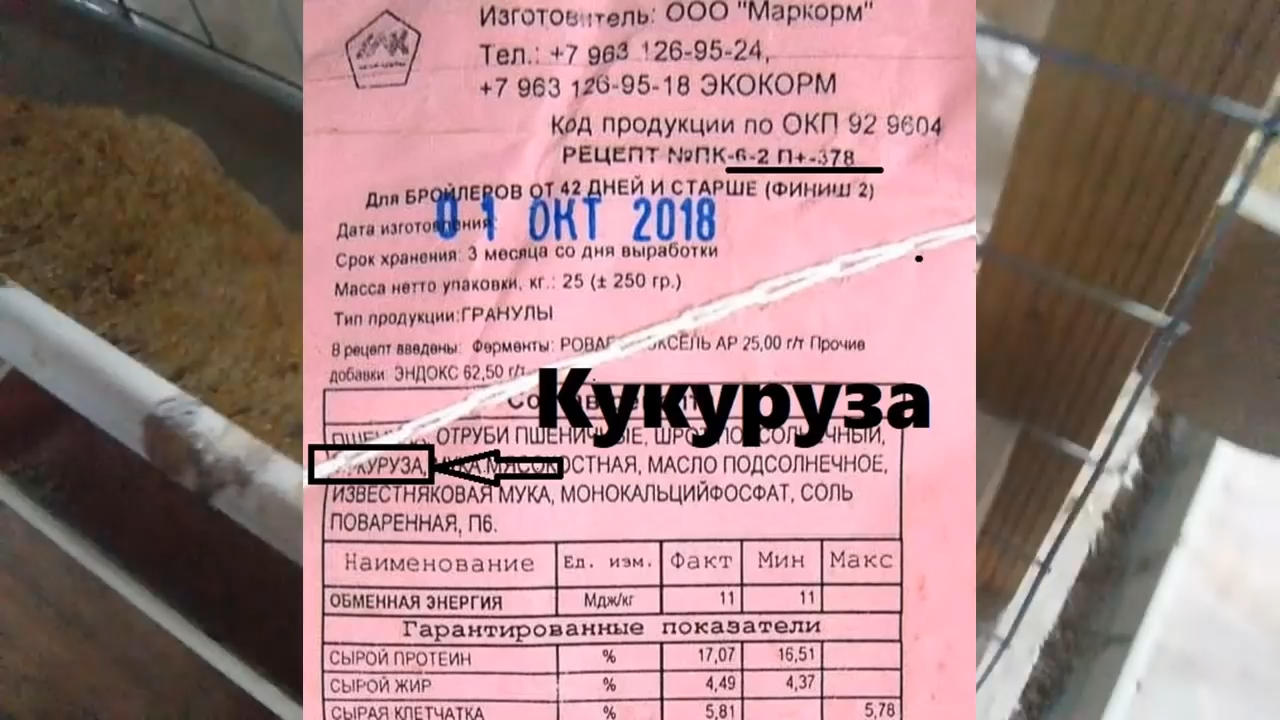 Изготовитель: ООО "Маркорм"
Тел.: +7 963 126-95-24,
+7 963 126-95-18 ЭКОКОРМ
Код продукции по ОКП 92 9604
РЕЦЕПТ №ПК-6-2 П+-378
Для БРОЙЛЕРОВ ОТ 42 ДНЕЙ И СТАРШЕ (ФИНИШ 2)
Дата изготовления
01 ОКТ 2018
Срок хранения: 3 месяца со дня выработки
Масса нетто упаковки, кг.: 25 (± 250 гр.)
Тип продукции:ГРАНУЛЫ
В рецепт введены: Ферменты: АР 25,00 г/т Прочие
добавки: ЭНДОКС 62,50 г/т
Кукуруза
ОТРУБИ ПШЕНИЧНЫЕ, ШРОТ ПОДСОЛНЕЧНЫЙ,
КУКУРУЗА, МУКА МЯСОКОСТНАЯ, МАСЛО ПОДСОЛНЕЧНОЕ,
ИЗВЕСТНЯКОВАЯ МУКА, МОНОКАЛЬЦИЙФОСФАТ, СОЛЬ
ПОВАРЕННАЯ, П6.
Наименование Ед. изм. Факт Мин Макс
ОБМЕННАЯ ЭНЕРГИЯ Мдж/кг 11 11
Гарантированные показатели
СЫРОЙ ПРОТЕИН % 17,07 16,51
СЫРОЙ ЖИР % 4,49 4,37
СЫРАЯ КЛЕТЧАТКА % 5,81 5,78